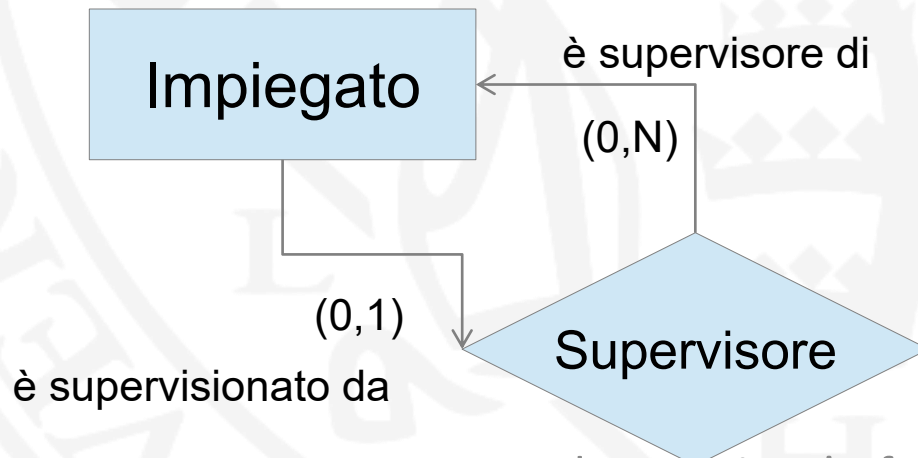 è supervisore di
Impiegato
(0,N)
(0,1)
Supervisore
è supervisionato da